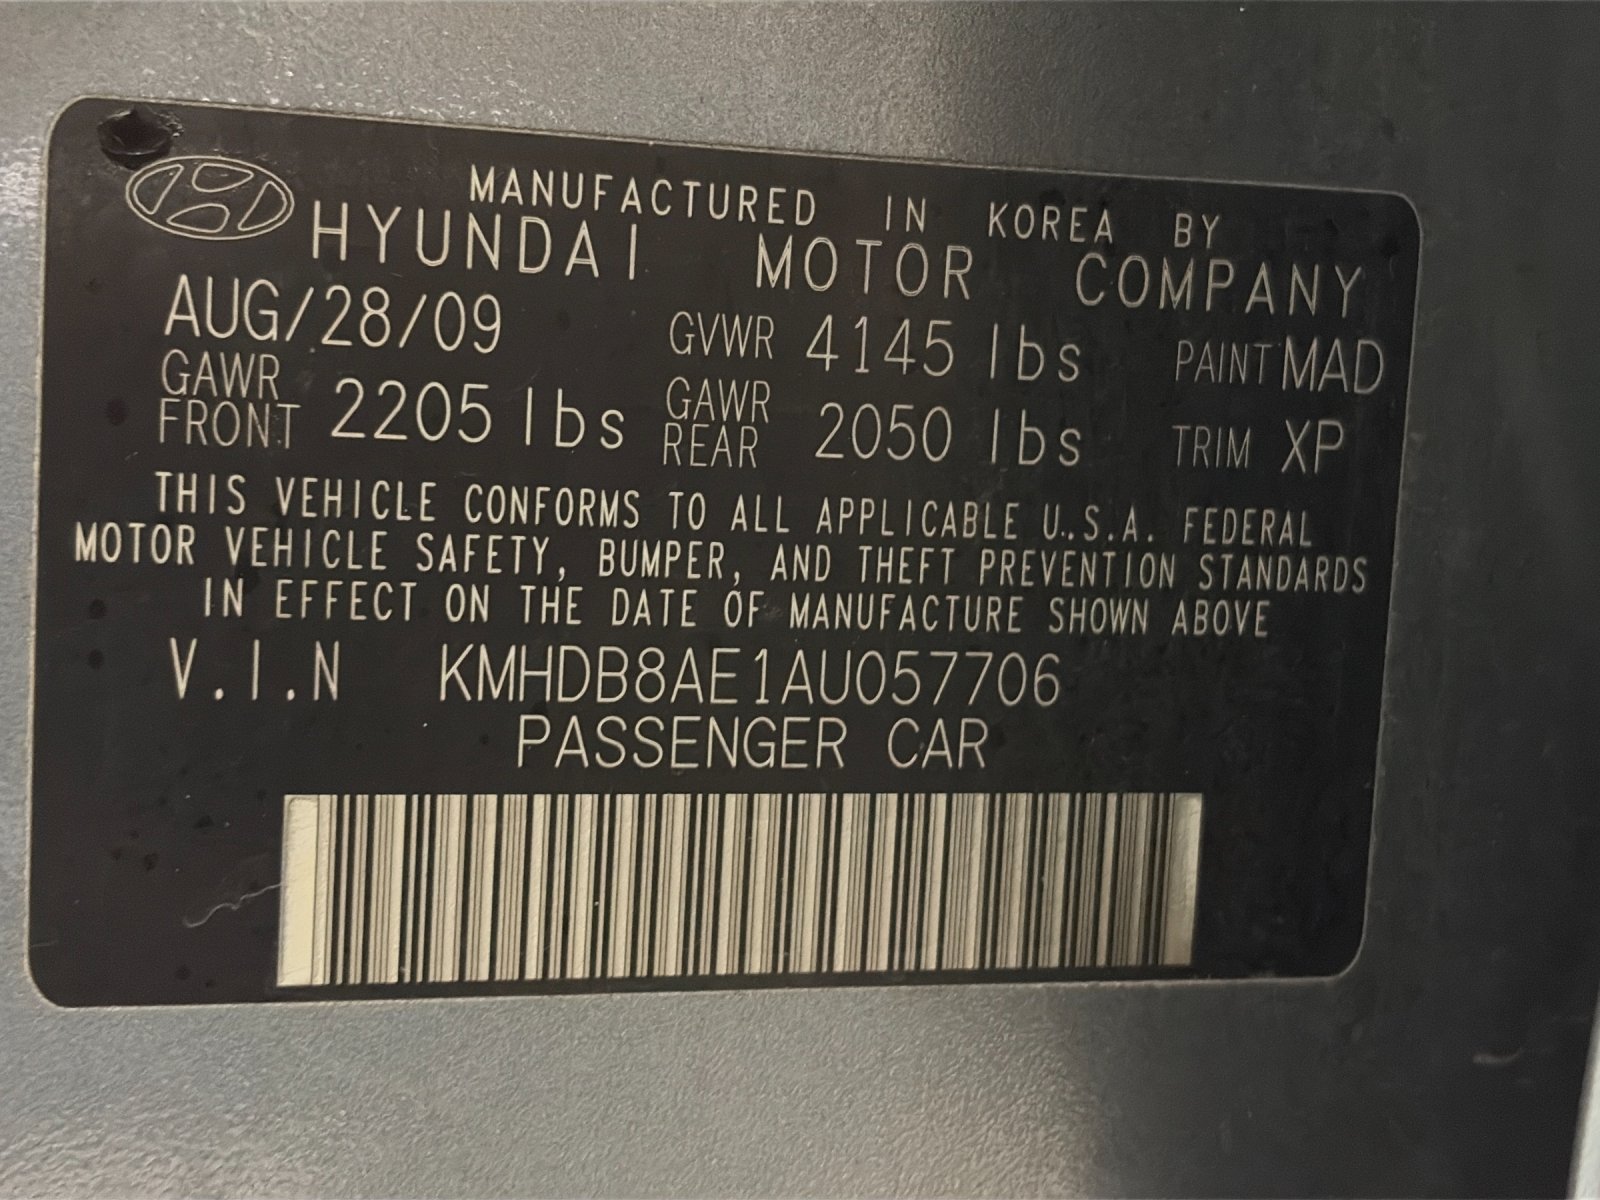 MANUFACTURED IN KOREA BY
HYUNDAI MOTOR COMPANY
AUG/28/09 GVWR 4145 lbs PAINT MAD
GAWR FRONT 2205 lbs GAWR REAR 2050 lbs TRIM XP
THIS VEHICLE CONFORMS TO ALL APPLICABLE U.S.A. FEDERAL
MOTOR VEHICLE SAFETY, BUMPER, AND THEFT PREVENTION STANDARDS
IN EFFECT ON THE DATE OF MANUFACTURE SHOWN ABOVE
V.I.N KMHDB8AE1AU057706
PASSENGER CAR